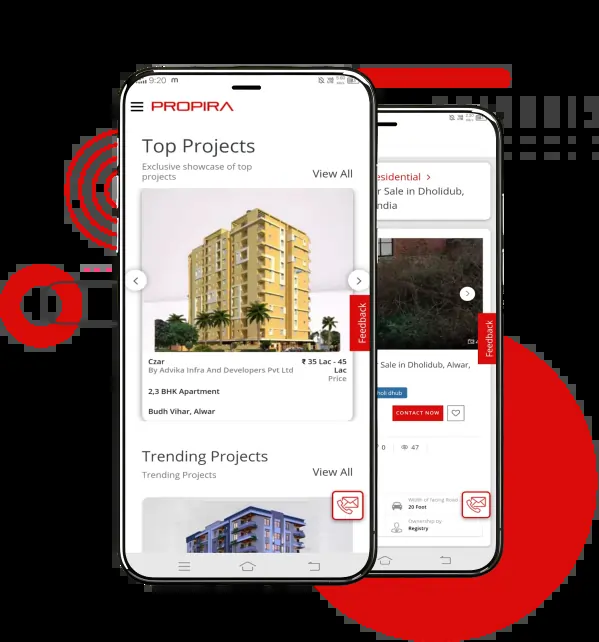 9:20 m
PROPIRA
Top Projects
Exclusive showcase of top
projects
View All
Feedback
Czar
₹ 35 Lac - 45
Lac
By Advika Infra And Developers Pvt Ltd
Price
2,3 BHK Apartment
Budh Vihar, Alwar
Trending Projects
Trending Projects
View All
esidential >
r Sale in Dholidub,
ndia
Feedback
Sale in Dholidub, Alwar,
holi dhub
CONTACT NOW
0
47
Width of facing Road
20 Foot
Ownership by
Registry